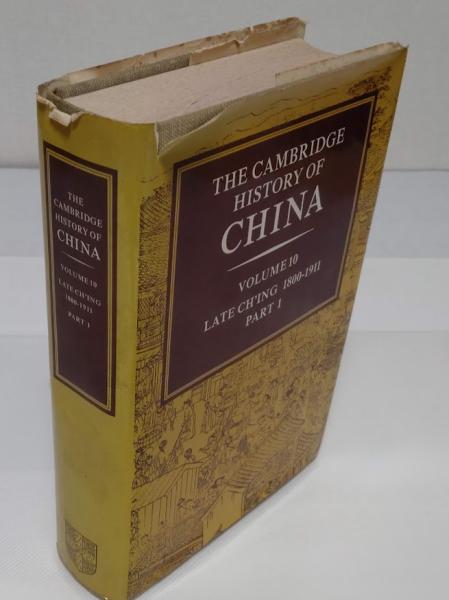 THE
CAMBRIDGE
HISTORY OF
CHINA
VOLUME 10
LATE CH'ING
1800-1911
PART 1
THE CAMBRIDGE
HISTORY OF
CHINA
VOLUME 10
LATE CH'ING 1800-1911
PART 1